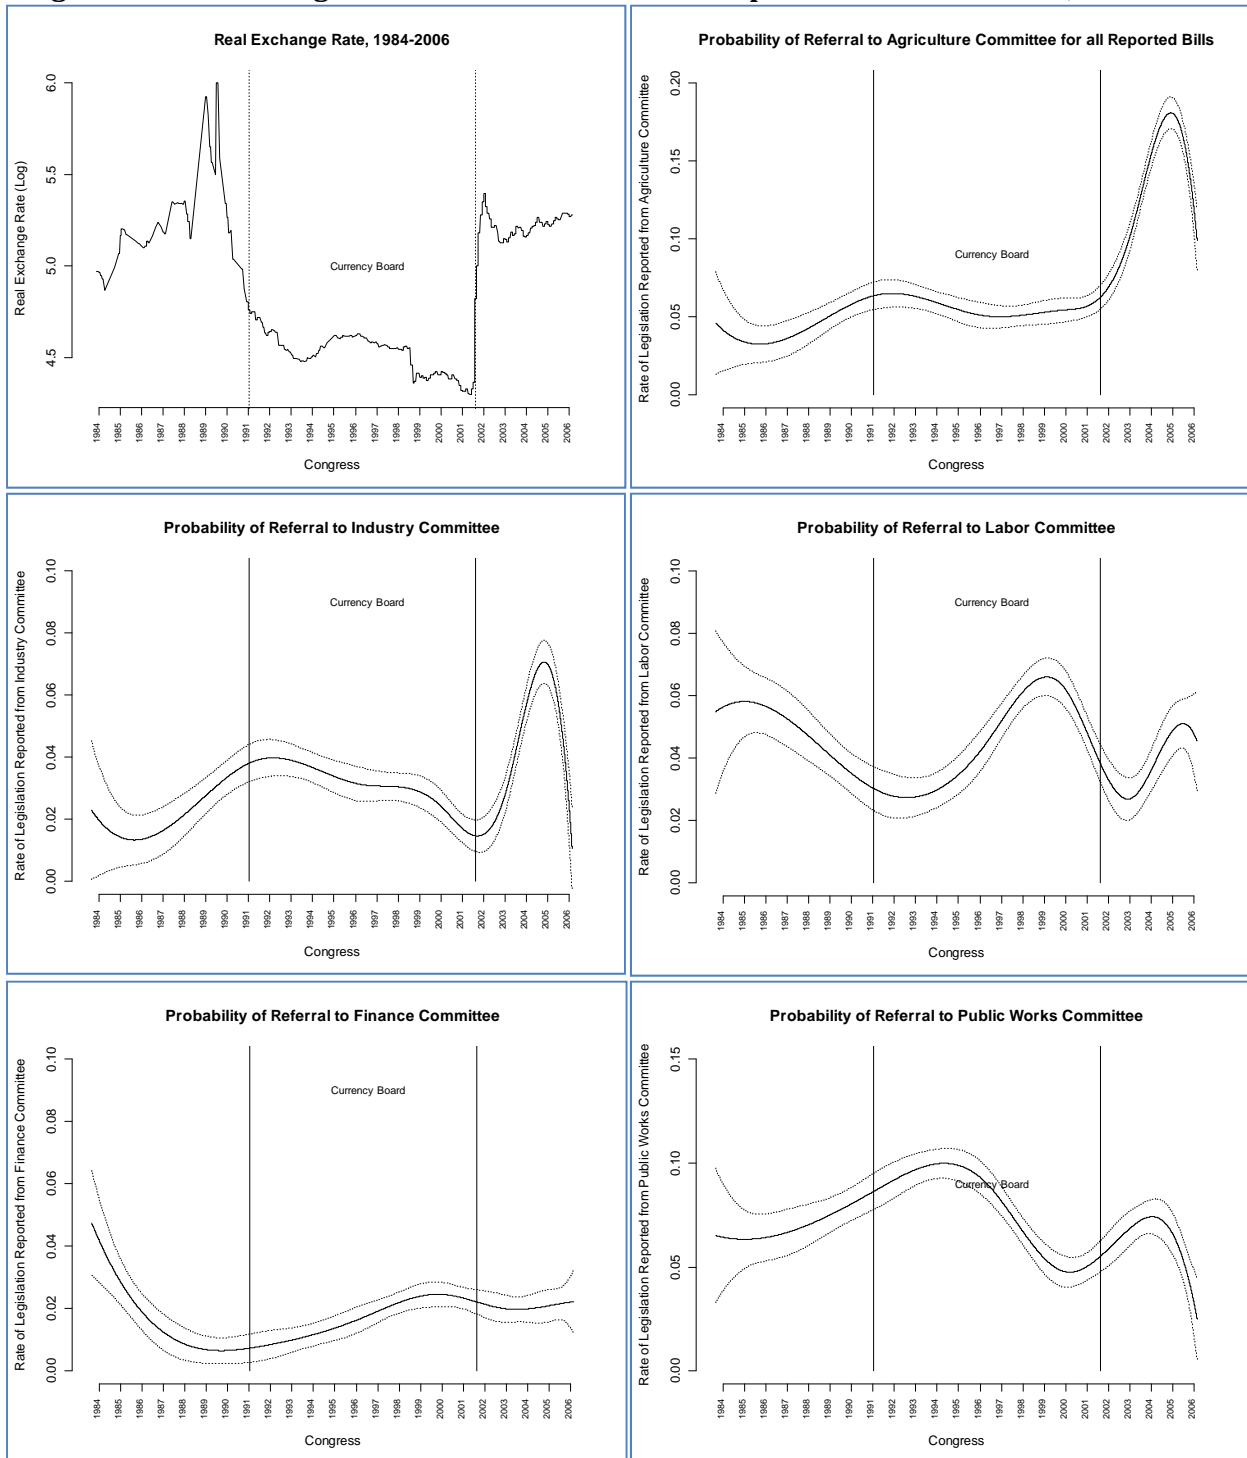 Real Exchange Rate, 1984-2006
Real Exchange Rate (Log)
6.0
5.5
5.0
4.5
Currency Board
1984 1985 1986 1987 1988 1989 1990 1991 1992 1993 1994 1995 1996 1997 1998 1999 2000 2001 2002 2003 2004 2005 2006
Congress
Probability of Referral to Agriculture Committee for all Reported Bills
Rate of Legislation Reported from Agriculture Committee
0.20
0.15
0.10
0.05
0.00
Currency Board
1984 1985 1986 1987 1988 1989 1990 1991 1992 1993 1994 1995 1996 1997 1998 1999 2000 2001 2002 2003 2004 2005 2006
Congress
Probability of Referral to Industry Committee
Rate of Legislation Reported from Industry Committee
0.10
0.08
0.06
0.04
0.02
0.00
Currency Board
1984 1985 1986 1987 1988 1989 1990 1991 1992 1993 1994 1995 1996 1997 1998 1999 2000 2001 2002 2003 2004 2005 2006
Congress
Probability of Referral to Labor Committee
Rate of Legislation Reported from Labor Committee
0.10
0.08
0.06
0.04
0.02
0.00
Currency Board
1984 1985 1986 1987 1988 1989 1990 1991 1992 1993 1994 1995 1996 1997 1998 1999 2000 2001 2002 2003 2004 2005 2006
Congress
Probability of Referral to Finance Committee
Rate of Legislation Reported from Finance Committee
0.10
0.08
0.06
0.04
0.02
0.00
Currency Board
1984 1985 1986 1987 1988 1989 1990 1991 1992 1993 1994 1995 1996 1997 1998 1999 2000 2001 2002 2003 2004 2005 2006
Congress
Probability of Referral to Public Works Committee
Rate of Legislation Reported from Public Works Committee
0.15
0.10
0.05
0.00
Currency Board
1984 1985 1986 1987 1988 1989 1990 1991 1992 1993 1994 1995 1996 1997 1998 1999 2000 2001 2002 2003 2004 2005 2006
Congress